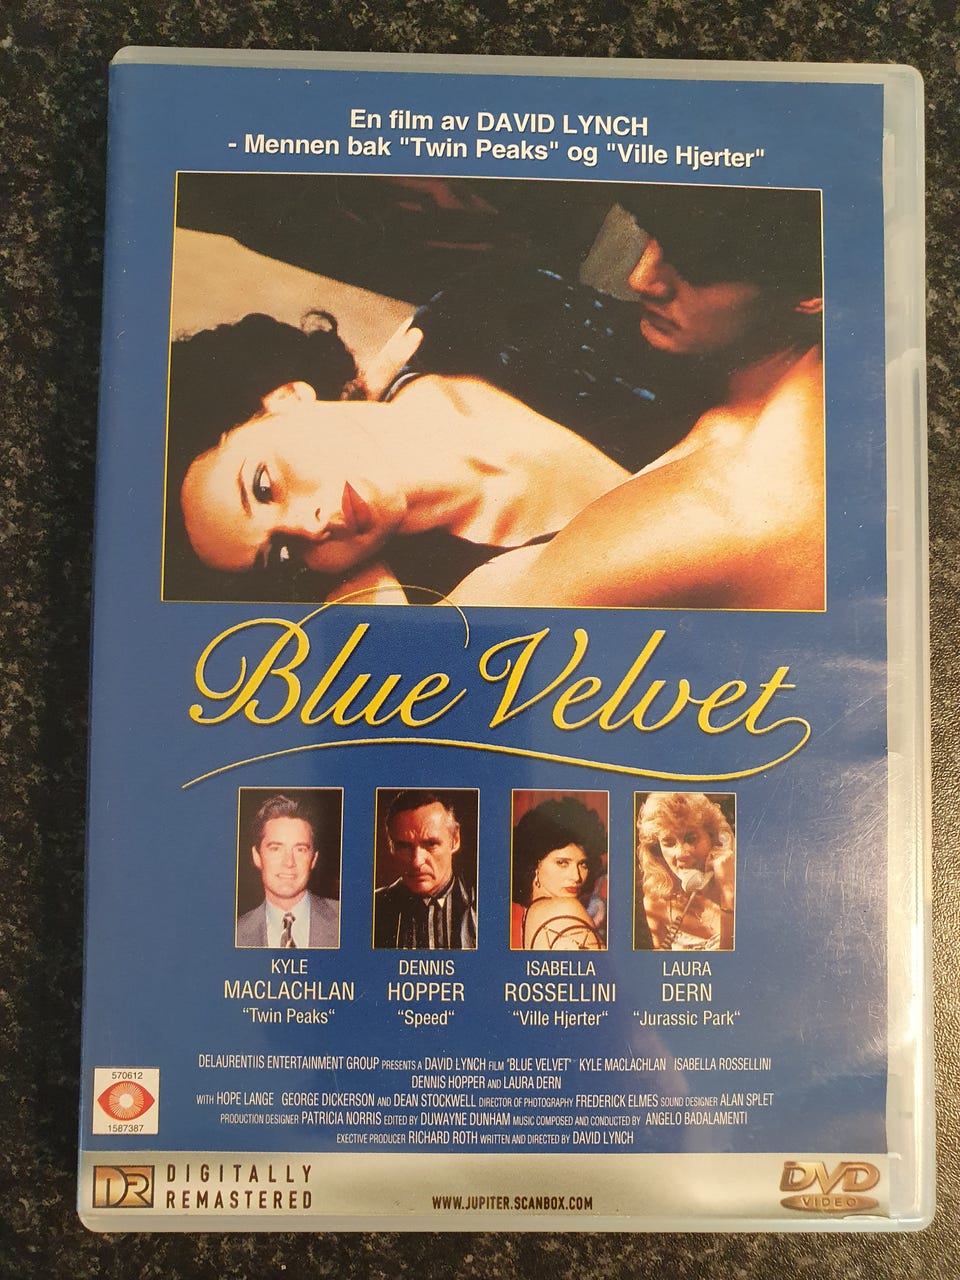 En film av DAVID LYNCH
- Mennen bak "Twin Peaks" og "Ville Hjerter"
Blue Velvet
KYLE
MACLACHLAN
"Twin Peaks"
DENNIS
HOPPER
"Speed"
ISABELLA
ROSSELLINI
"Ville Hjerter"
LAURA
DERN
"Jurassic Park"
DELAURENTIIS ENTERTAINMENT GROUP PRESENTS A DAVID LYNCH FILM "BLUE VELVET" KYLE MACLACHLAN ISABELLA ROSSELLINI
DENNIS HOPPER AND LAURA DERN
WITH HOPE LANGE GEORGE DICKERSON AND DEAN STOCKWELL DIRECTOR OF PHOTOGRAPHY FREDERICK ELMES SOUND DESIGNER ALAN SPLET
PRODUCTION DESIGNER PATRICIA NORRIS EDITED BY DUWAYNE DUNHAM MUSIC COMPOSED AND CONDUCTED BY ANGELO BADALAMENTI
EXECTIVE PRODUCER RICHARD ROTH WRITTEN AND DIRECTED BY DAVID LYNCH
570612
1587387
DR DIGITALLY
REMASTERED
WWW.JUPITER.SCANBOX.COM
DVD
VIDEO